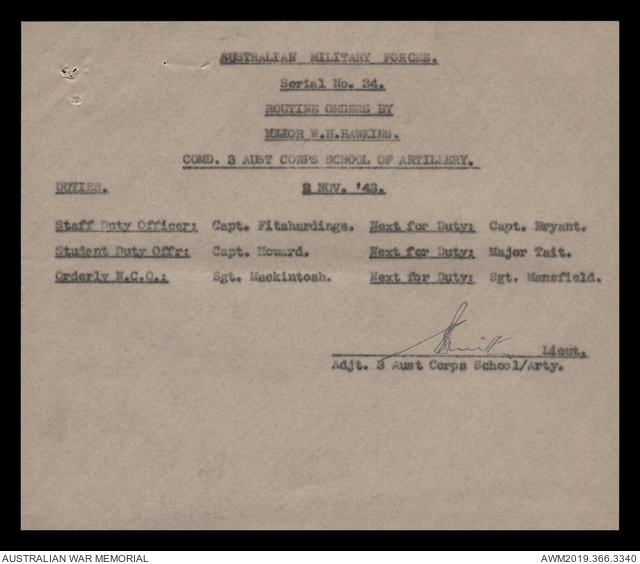 AUSTRALIAN MILITARY FORCES.
Serial No. 34.
ROUTINE ORDERS BY
MAJOR W.H.HAWKINS.
COMD. 3 AUST CORPS SCHOOL OF ARTILLERY.
DUTIES. 2 NOV. '43.
Staff Duty Officer: Capt. Fitzhardinge. Next for Duty: Capt. Bryant.
Student Duty Offr: Capt. Howard. Next for Duty: Major Tait.
Orderly N.C.O.: Sgt. Mackintosh. Next for Duty: Sgt. Mansfield.
Lieut.
Adjt. 3 Aust Corps School/Arty.
AUSTRALIAN WAR MEMORIAL AWM2019.366.3340